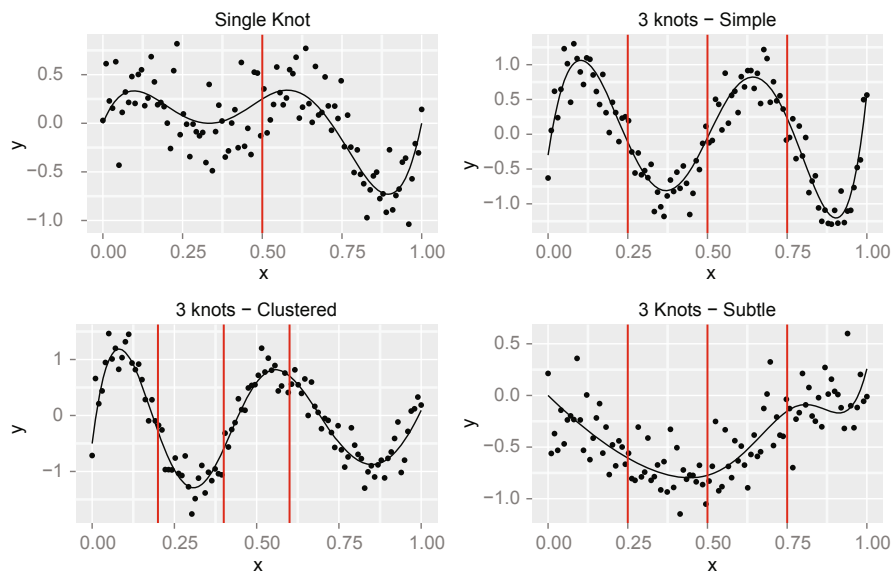 Single Knot
0.5
0.0
−0.5
−1.0
y
0.00 0.25 0.50 0.75 1.00
x
3 knots − Simple
1.0
0.5
0.0
−0.5
−1.0
y
0.00 0.25 0.50 0.75 1.00
x
3 knots − Clustered
1
0
−1
y
0.00 0.25 0.50 0.75 1.00
x
3 Knots − Subtle
0.5
0.0
−0.5
−1.0
y
0.00 0.25 0.50 0.75 1.00
x